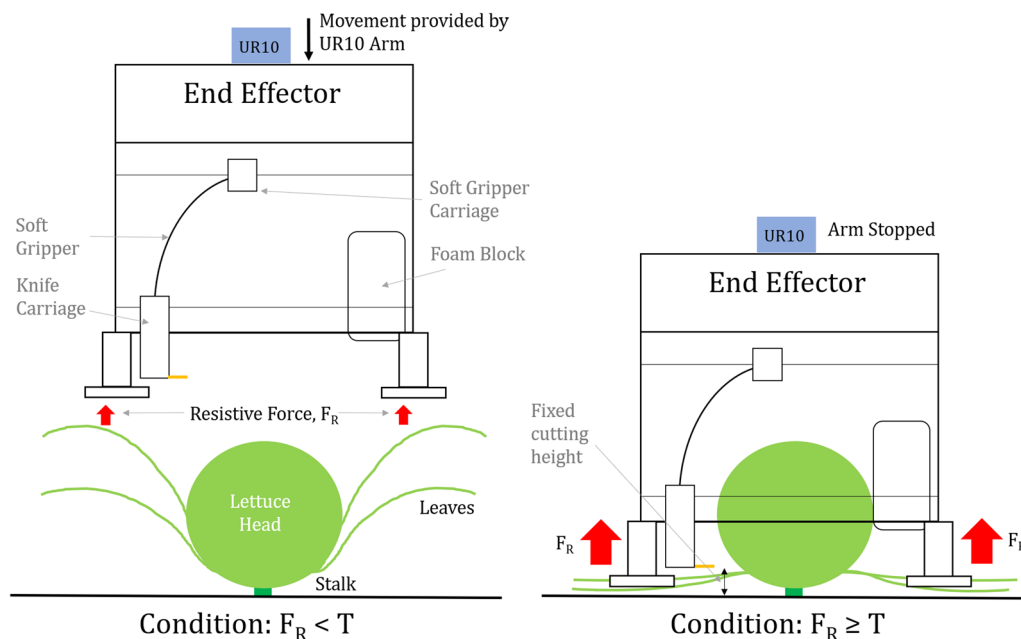 Movement provided by
UR10 Arm
UR10
End Effector
Soft Gripper
Carriage
Soft
Gripper
Foam Block
Knife
Carriage
Resistive Force, F_R
Lettuce
Head
Leaves
Stalk
Condition: F_R < T
UR10
Arm Stopped
End Effector
Fixed
cutting
height
F_R
F
Condition: F_R ≥ T